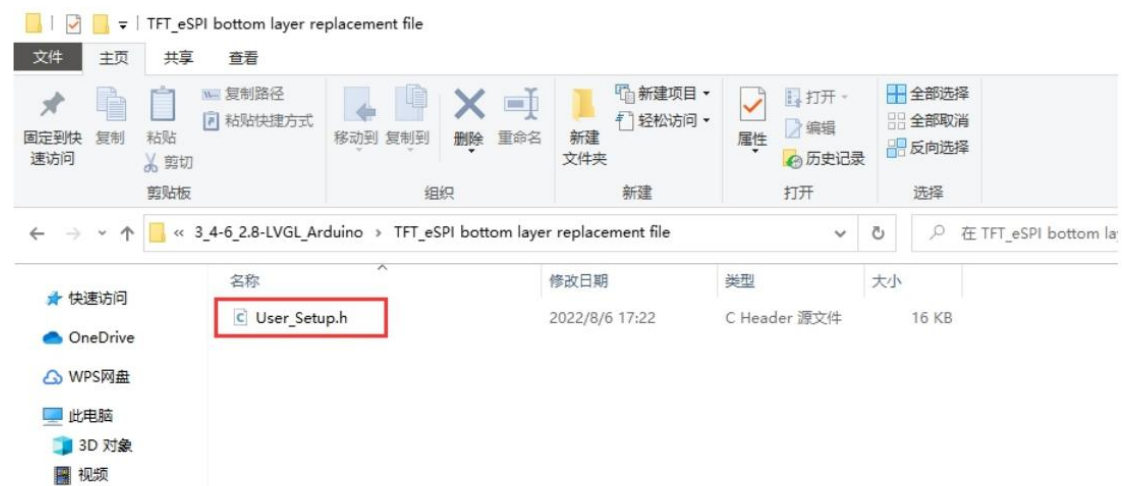 TFT_eSPI bottom layer replacement file
文件 主页 共享 查看
固定到快速访问 复制 粘贴 复制路径 粘贴快捷方式 剪切 移动到 复制到 删除 重命名 新建文件夹 新建项目 轻松访问 属性 打开 编辑 历史记录 全部选择 全部取消 反向选择
剪贴板 组织 新建 打开 选择
« 3_4-6_2.8-LVGL_Arduino › TFT_eSPI bottom layer replacement file 在 TFT_eSPI bottom la
名称 修改日期 类型 大小
快速访问
User_Setup.h 2022/8/6 17:22 C Header 源文件 16 KB
OneDrive
WPS网盘
此电脑
3D 对象
视频